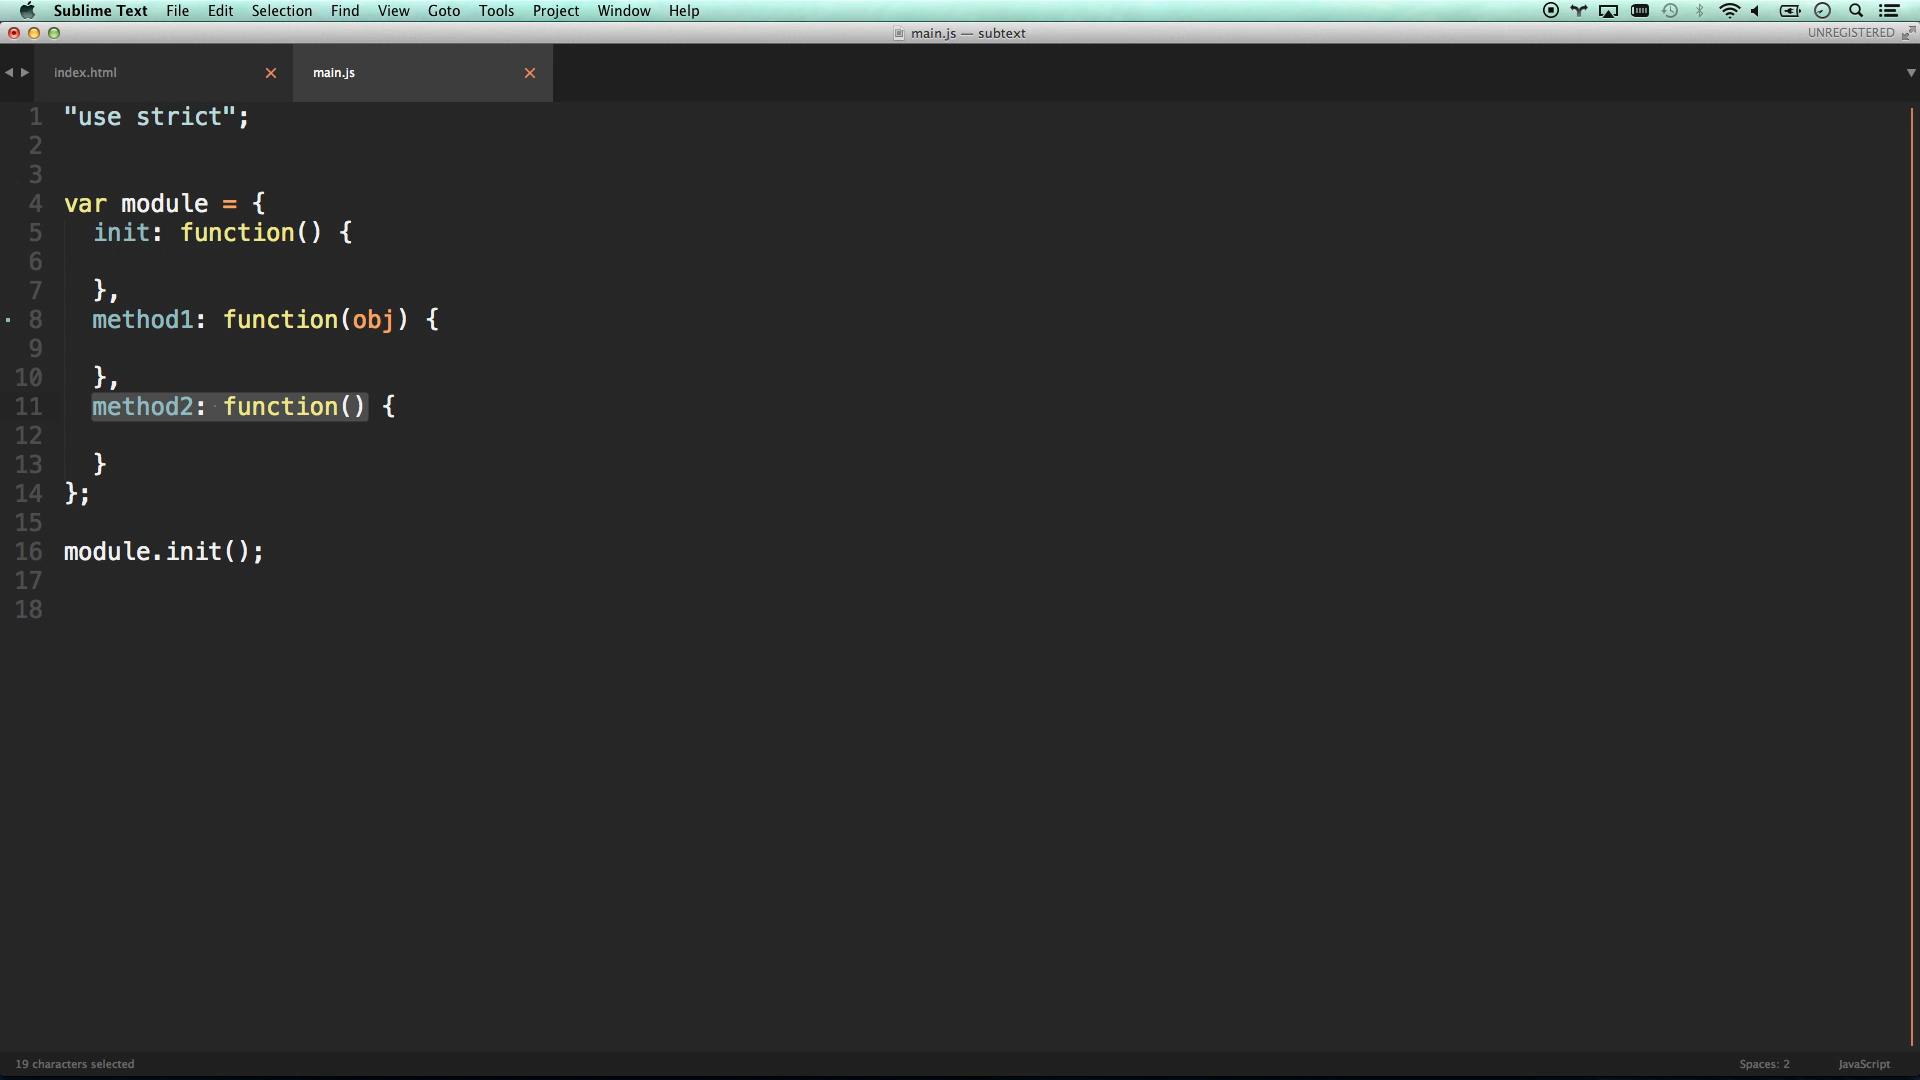 Sublime Text File Edit Selection Find View Goto Tools Project Window Help
main.js — subtext
UNREGISTERED
index.html
main.js
1 "use strict";
2
3
4 var module = {
5 init: function() {
6
7 },
8 method1: function(obj) {
9
10 },
11 method2: function() {
12
13 }
14 };
15
16 module.init();
17
18
19 characters selected
Spaces: 2
JavaScript